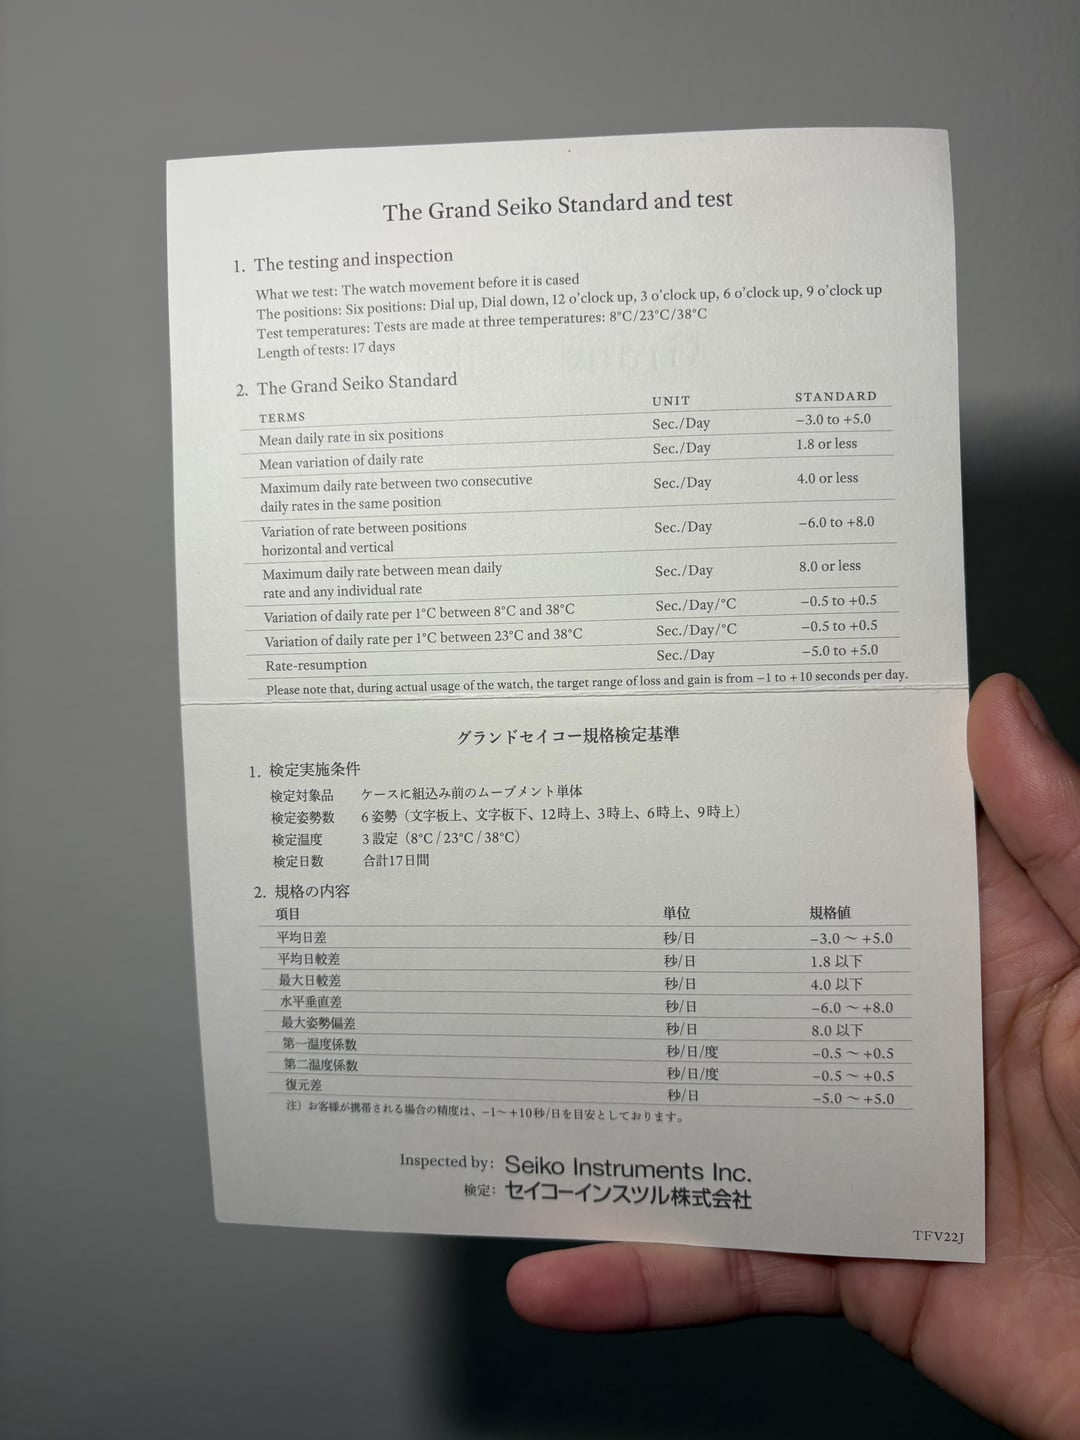 The Grand Seiko Standard and test
1. The testing and inspection
What we test: The watch movement before it is cased
The positions: Six positions: Dial up, Dial down, 12 o'clock up, 3 o'clock up, 6 o'clock up, 9 o'clock up
Test temperatures: Tests are made at three temperatures: 8°C/23°C/38°C
Length of tests: 17 days
2. The Grand Seiko Standard
TERMS UNIT STANDARD
Mean daily rate in six positions Sec./Day −3.0 to +5.0
Mean variation of daily rate Sec./Day 1.8 or less
Maximum daily rate between two consecutive
daily rates in the same position Sec./Day 4.0 or less
Variation of rate between positions
horizontal and vertical Sec./Day −6.0 to +8.0
Maximum daily rate between mean daily
rate and any individual rate Sec./Day 8.0 or less
Variation of daily rate per 1°C between 8°C and 38°C Sec./Day/°C −0.5 to +0.5
Variation of daily rate per 1°C between 23°C and 38°C Sec./Day/°C −0.5 to +0.5
Rate-resumption Sec./Day −5.0 to +5.0
Please note that, during actual usage of the watch, the target range of loss and gain is from −1 to +10 seconds per day.
グランドセイコー規格検定基準
1. 検定実施条件
検定対象品 ケースに組込み前のムーブメント単体
検定姿勢数 6姿勢（文字板上、文字板下、12時上、3時上、6時上、9時上）
検定温度 3設定（8°C / 23°C / 38°C）
検定日数 合計17日間
2. 規格の内容
項目 単位 規格値
平均日差 秒/日 −3.0 〜 +5.0
平均日較差 秒/日 1.8 以下
最大日較差 秒/日 4.0 以下
水平垂直差 秒/日 −6.0 〜 +8.0
最大姿勢偏差 秒/日 8.0 以下
第一温度係数 秒/日/度 −0.5 〜 +0.5
第二温度係数 秒/日/度 −0.5 〜 +0.5
復元差 秒/日 −5.0 〜 +5.0
注）お客様が携帯される場合の精度は、−1〜+10秒/日を目安としております。
Inspected by: Seiko Instruments Inc.
検定: セイコーインスツル株式会社
TFV22J